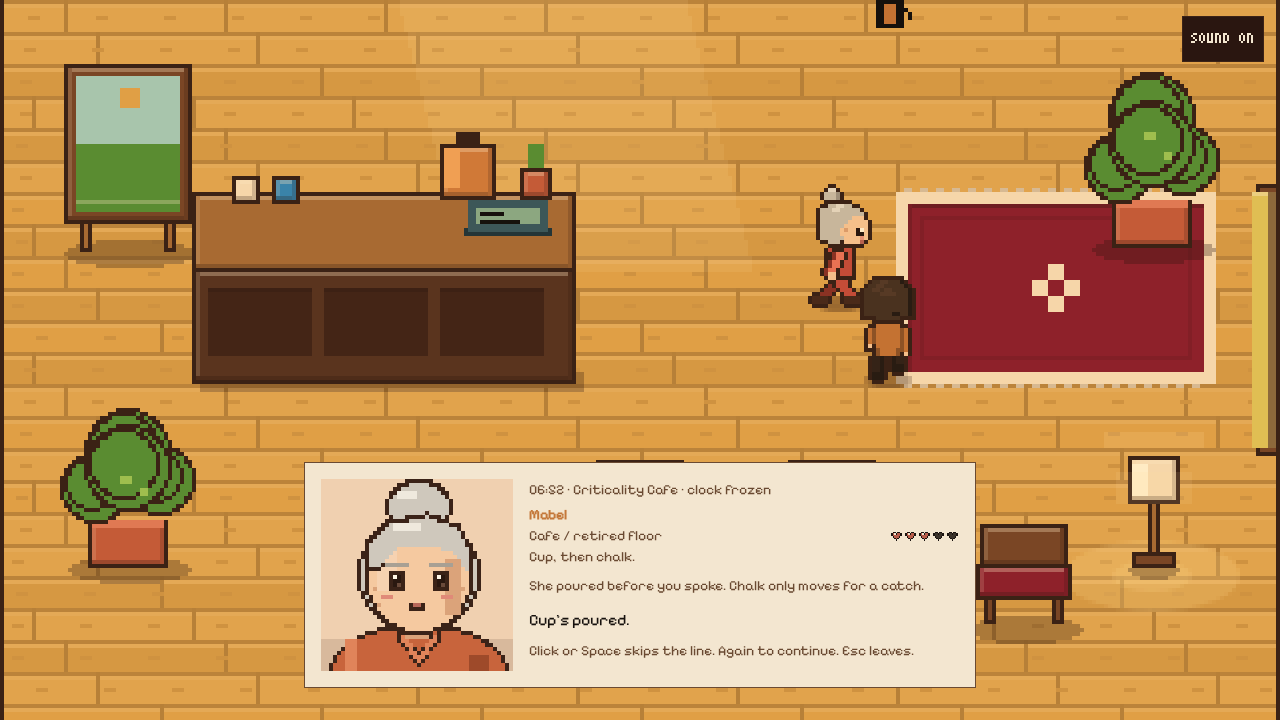 SOUND ON
06:52 · Criticality Cafe · clock frozen
Mabel
Cafe / retired floor
Cup, then chalk.
She poured before you spoke. Chalk only moves for a catch.
Cup's poured.
Click or Space skips the line. Again to continue. Esc leaves.